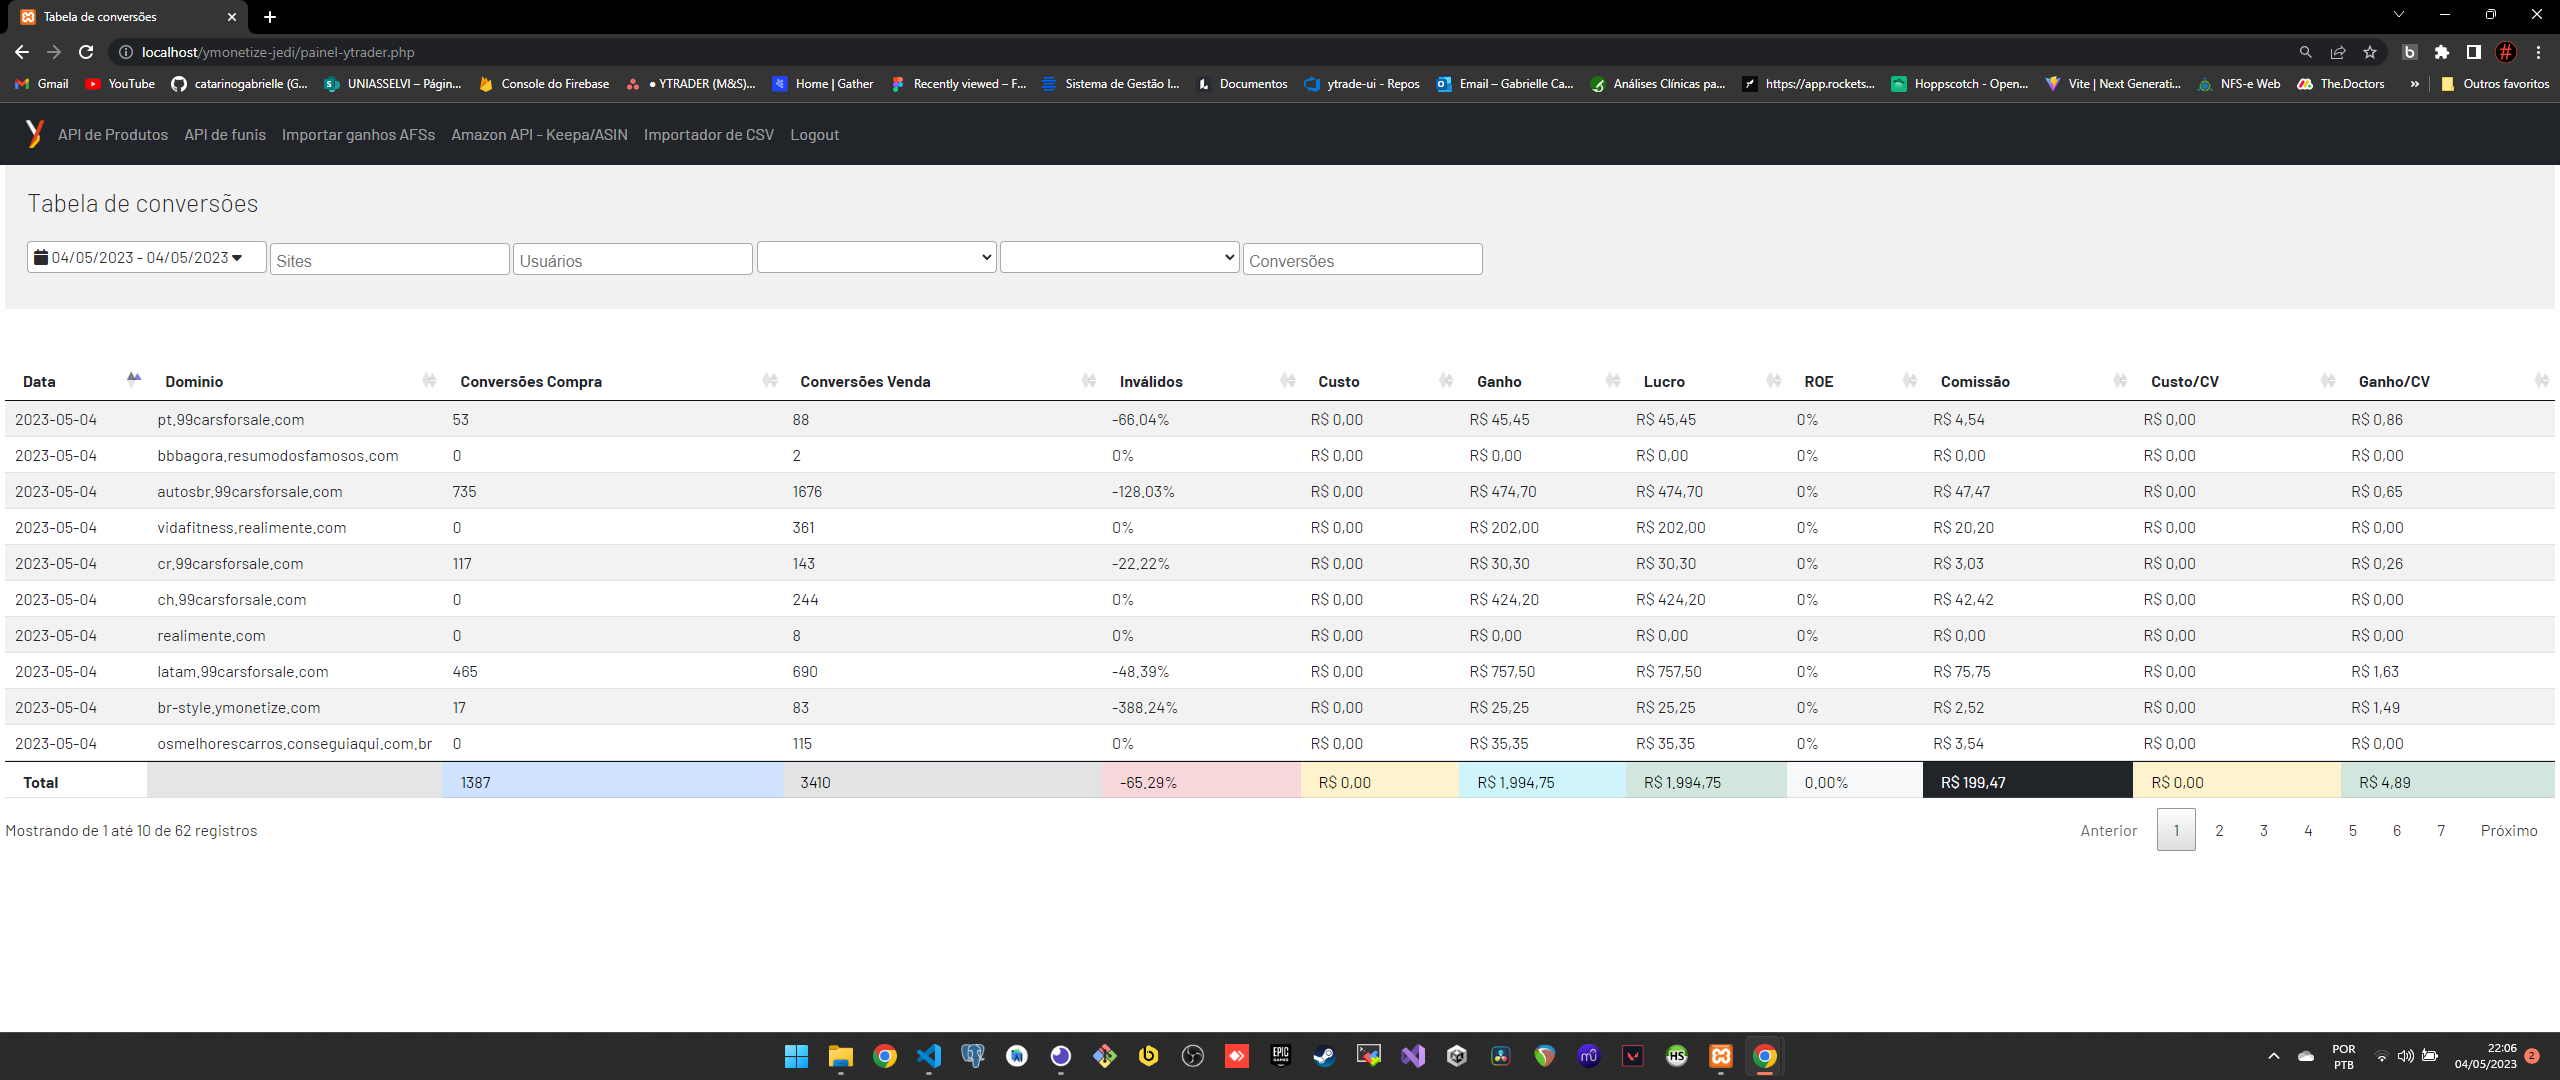 Tabela de conversões
localhost/ymonetize-jedi/painel-ytrader.php
Gmail YouTube catarinogabrielle (G... UNIASSELVI – Págin... Console do Firebase • YTRADER (M&S)... Home | Gather Recently viewed – F... Sistema de Gestão I... Documentos ytrade-ui - Repos Email – Gabrielle Ca... Análises Clínicas pa... https://app.rockets... Hoppscotch - Open... Vite | Next Generati... NFS-e Web The.Doctors » Outros favoritos
API de Produtos API de funis Importar ganhos AFSs Amazon API - Keepa/ASIN Importador de CSV Logout
Tabela de conversões
04/05/2023 - 04/05/2023 Sites Usuários Conversões
Data Dominio Conversões Compra Conversões Venda Inválidos Custo Ganho Lucro ROE Comissão Custo/CV Ganho/CV
2023-05-04 pt.99carsforsale.com 53 88 -66.04% R$ 0,00 R$ 45,45 R$ 45,45 0% R$ 4,54 R$ 0,00 R$ 0,86
2023-05-04 bbbagora.resumodosfamosos.com 0 2 0% R$ 0,00 R$ 0,00 R$ 0,00 0% R$ 0,00 R$ 0,00 R$ 0,00
2023-05-04 autosbr.99carsforsale.com 735 1676 -128.03% R$ 0,00 R$ 474,70 R$ 474,70 0% R$ 47,47 R$ 0,00 R$ 0,65
2023-05-04 vidafitness.realimente.com 0 361 0% R$ 0,00 R$ 202,00 R$ 202,00 0% R$ 20,20 R$ 0,00 R$ 0,00
2023-05-04 cr.99carsforsale.com 117 143 -22.22% R$ 0,00 R$ 30,30 R$ 30,30 0% R$ 3,03 R$ 0,00 R$ 0,26
2023-05-04 ch.99carsforsale.com 0 244 0% R$ 0,00 R$ 424,20 R$ 424,20 0% R$ 42,42 R$ 0,00 R$ 0,00
2023-05-04 realimente.com 0 8 0% R$ 0,00 R$ 0,00 R$ 0,00 0% R$ 0,00 R$ 0,00 R$ 0,00
2023-05-04 latam.99carsforsale.com 465 690 -48.39% R$ 0,00 R$ 757,50 R$ 757,50 0% R$ 75,75 R$ 0,00 R$ 1,63
2023-05-04 br-style.ymonetize.com 17 83 -388.24% R$ 0,00 R$ 25,25 R$ 25,25 0% R$ 2,52 R$ 0,00 R$ 1,49
2023-05-04 osmelhorescarros.conseguiaqui.com.br 0 115 0% R$ 0,00 R$ 35,35 R$ 35,35 0% R$ 3,54 R$ 0,00 R$ 0,00
Total 1387 3410 -65.29% R$ 0,00 R$ 1.994,75 R$ 1.994,75 0.00% R$ 199,47 R$ 0,00 R$ 4,89
Mostrando de 1 até 10 de 62 registros Anterior 1 2 3 4 5 6 7 Próximo
EPIC GAMES HS POR 22:06 2
PTB 04/05/2023